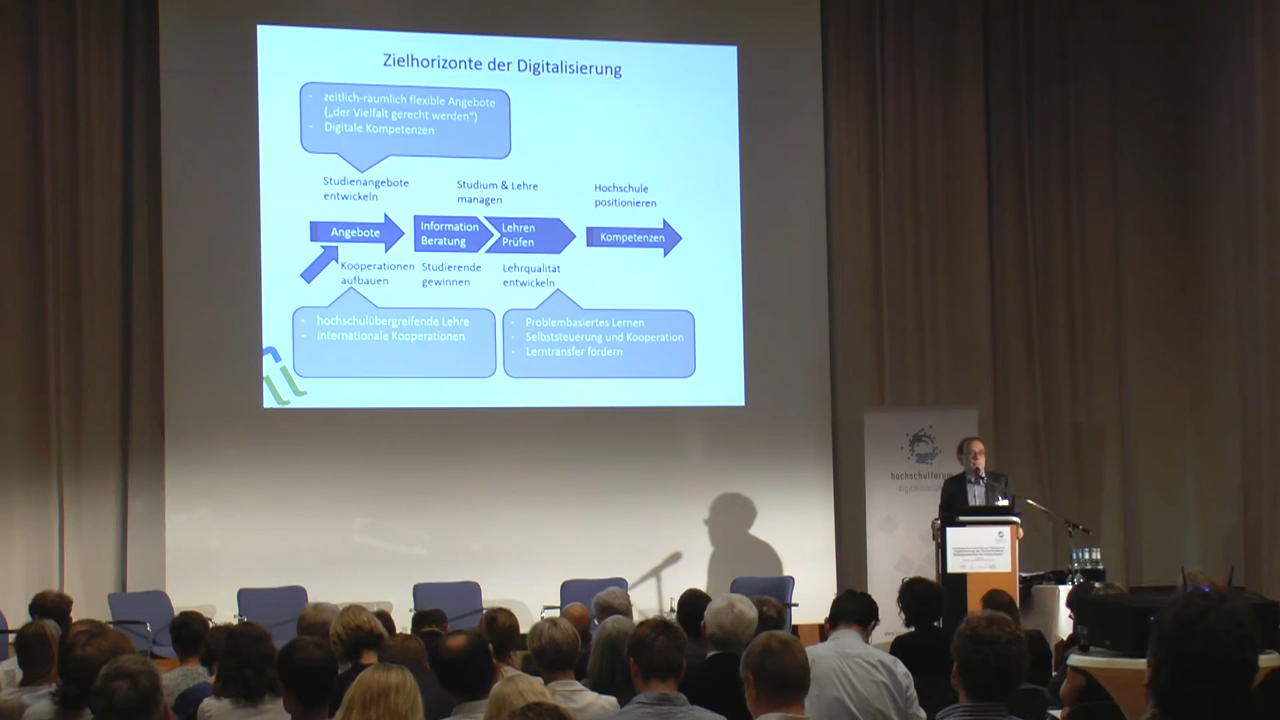 Zielhorizonte der Digitalisierung
- zeitlich-räumlich flexible Angebote
(„der Vielfalt gerecht werden")
- Digitale Kompetenzen
Studienangebote
entwickeln
Studium & Lehre
managen
Hochschule
positionieren
Angebote
Information
Beratung
Lehren
Prüfen
Kompetenzen
Kooperationen
aufbauen
Studierende
gewinnen
Lehrqualität
entwickeln
- hochschulübergreifende Lehre
- Internationale Kooperationen
- Problembasiertes Lernen
- Selbststeuerung und Kooperation
- Lerntransfer fördern
hochschulforum